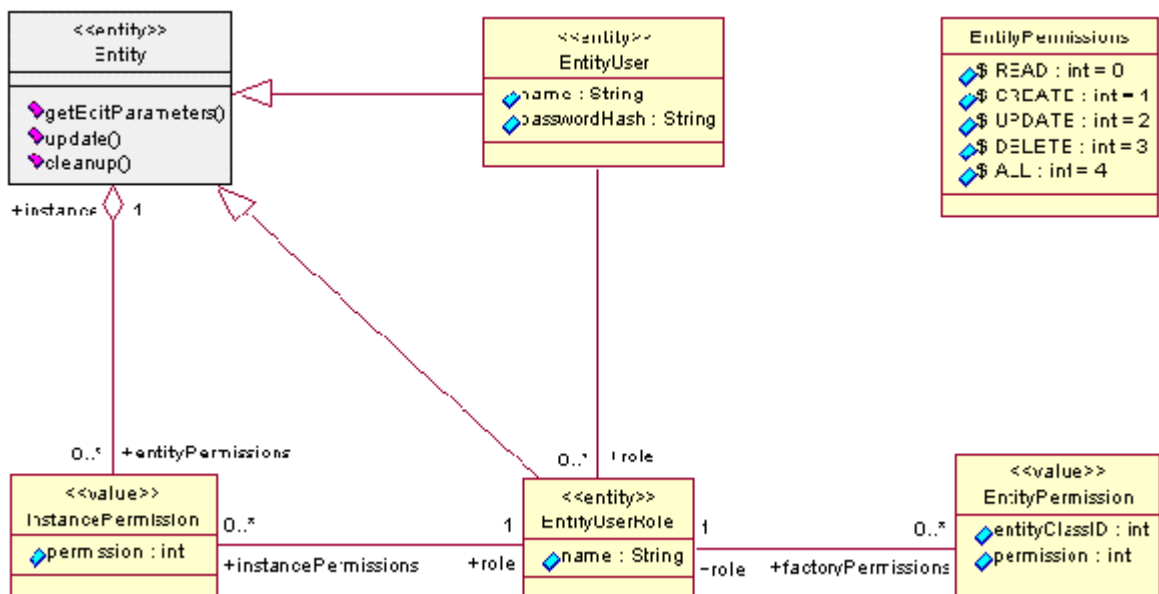 <<entity>>
Entity
getEditParameters()
update()
cleanup()
<<entity>>
EntityUser
name : String
passwordHash : String
EntityPermissions
$ READ : int = 0
$ CREATE : int = 1
$ UPDATE : int = 2
$ DELETE : int = 3
$ ALL : int = 4
+instance 1
0..* +entityPermissions
0..* +role
<<value>>
InstancePermission
permission : int
0..* 1
+instancePermissions +role
<<entity>>
EntityUserRole
name : String
1 0..*
+role +factoryPermissions
<<value>>
EntityPermission
entityClassID : int
permission : int